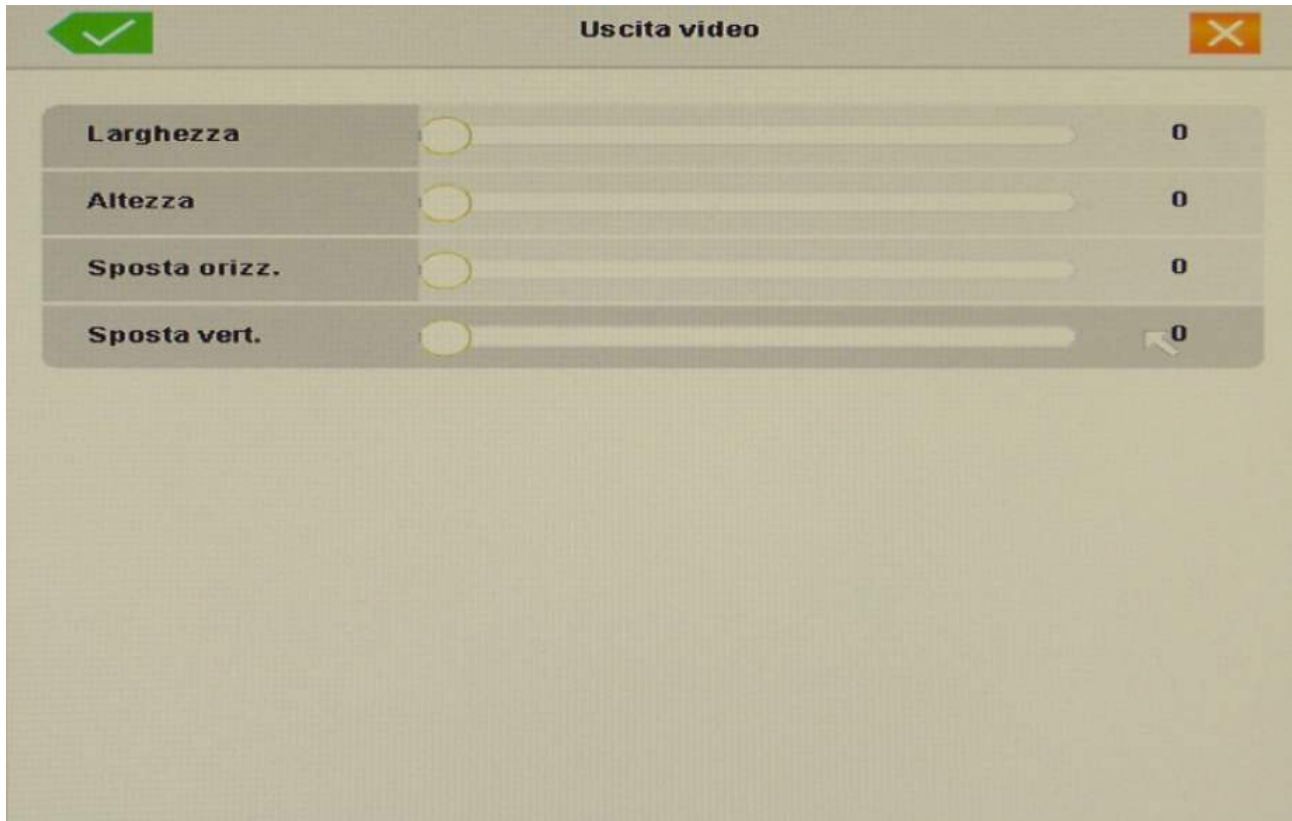 Uscita video
Larghezza 0
Altezza 0
Sposta orizz. 0
Sposta vert. 0